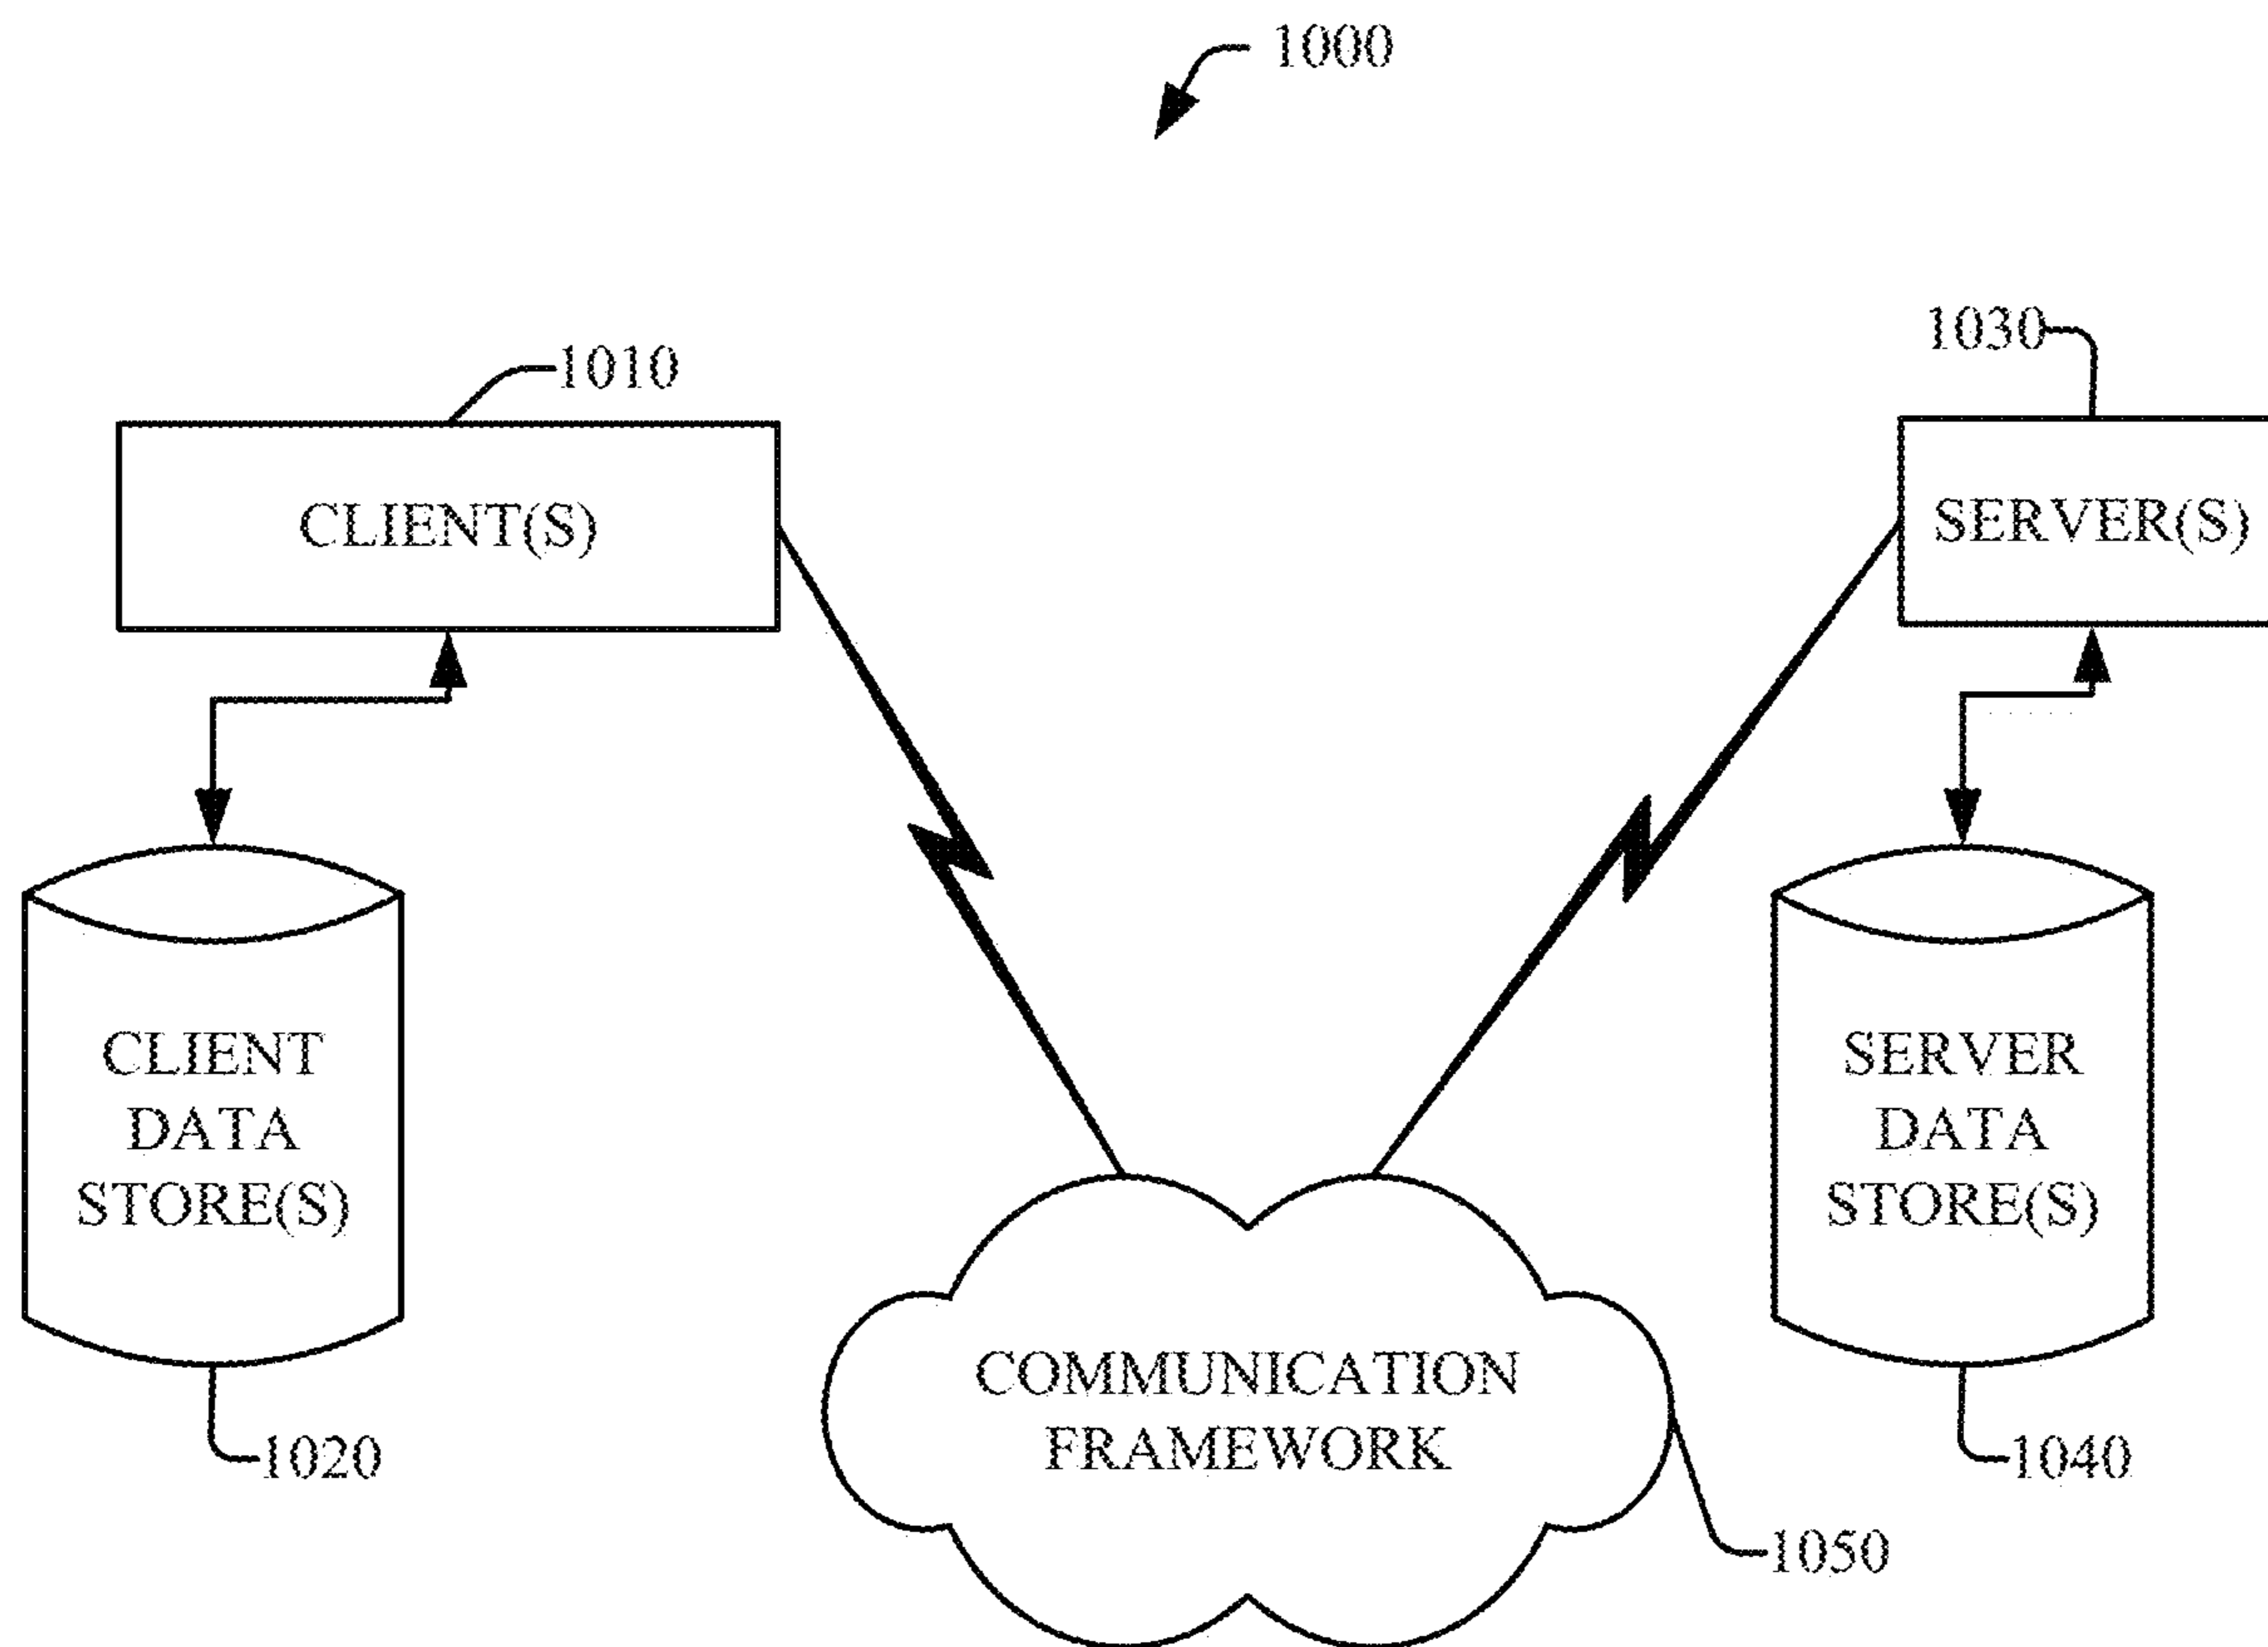 1000
1010
1030
CLIENT(S)
SERVER(S)
CLIENT
DATA
STORE(S)
SERVER
DATA
STORE(S)
COMMUNICATION
FRAMEWORK
1020
1040
1050